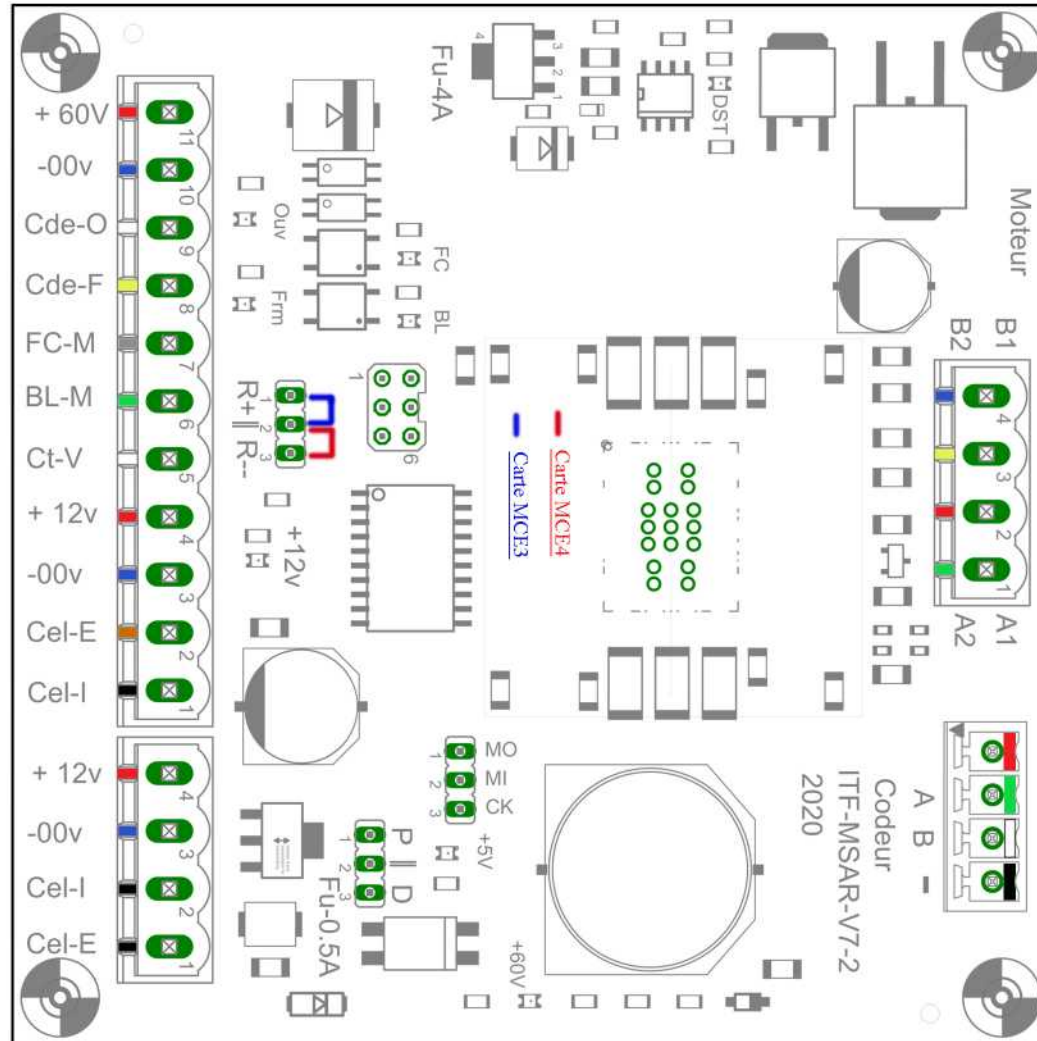 + 60V
-00v
Cde-O
Cde-F
FC-M
BL-M
Ct-V
+ 12v
-00v
Cel-E
Cel-I
11
10
9
8
7
6
5
4
3
2
1
+ 12v
-00v
Cel-I
Cel-E
4
3
2
1
Fu-4A
4
3
2
1
DST
Ouv
Frm
FC
BL
R+
R--
1
2
3
1
6
+12v
Carte MCE3
Carte MCE4
Moteur
B2
B1
4
3
2
1
A2
A1
MO
MI
CK
1
2
3
+5V
P
D
1
2
3
Fu-0.5A
+60V
ITF-MSAR-V7-2
2020
Codeur
A
B
-